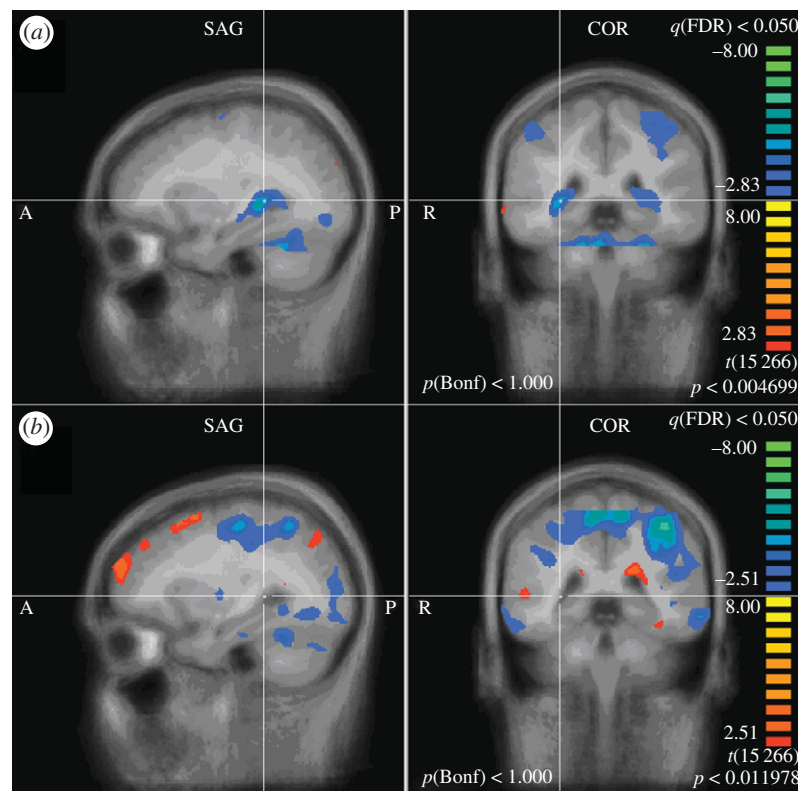 (a)
SAG
COR
q(FDR) < 0.050
–8.00
–2.83
A
P
R
8.00
2.83
t(15 266)
p(Bonf) < 1.000
p < 0.004699
(b)
SAG
COR
q(FDR) < 0.050
–8.00
–2.51
A
P
R
8.00
2.51
t(15 266)
p(Bonf) < 1.000
p < 0.011978